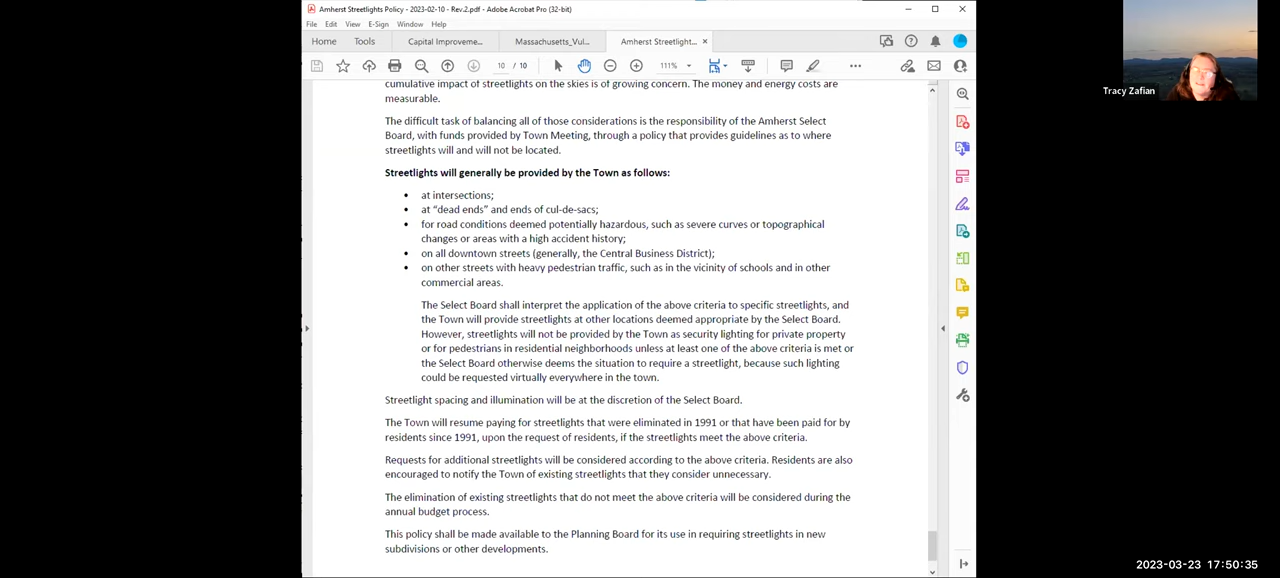 Amherst Streetlights Policy - 2023-02-10 - Rev.2.pdf - Adobe Acrobat Pro (32-bit)
File Edit View E-Sign Window Help
Home Tools Capital Improveme... Massachusetts_Vul... Amherst Streetlight... ×
10 / 10 111%
Tracy Zafian
cumulative impact of streetlights on the skies is of growing concern. The money and energy costs are
measurable.
The difficult task of balancing all of those considerations is the responsibility of the Amherst Select
Board, with funds provided by Town Meeting, through a policy that provides guidelines as to where
streetlights will and will not be located.
Streetlights will generally be provided by the Town as follows:
• at intersections;
• at “dead ends” and ends of cul-de-sacs;
• for road conditions deemed potentially hazardous, such as severe curves or topographical
changes or areas with a high accident history;
• on all downtown streets (generally, the Central Business District);
• on other streets with heavy pedestrian traffic, such as in the vicinity of schools and in other
commercial areas.
The Select Board shall interpret the application of the above criteria to specific streetlights, and
the Town will provide streetlights at other locations deemed appropriate by the Select Board.
However, streetlights will not be provided by the Town as security lighting for private property
or for pedestrians in residential neighborhoods unless at least one of the above criteria is met or
the Select Board otherwise deems the situation to require a streetlight, because such lighting
could be requested virtually everywhere in the town.
Streetlight spacing and illumination will be at the discretion of the Select Board.
The Town will resume paying for streetlights that were eliminated in 1991 or that have been paid for by
residents since 1991, upon the request of residents, if the streetlights meet the above criteria.
Requests for additional streetlights will be considered according to the above criteria. Residents are also
encouraged to notify the Town of existing streetlights that they consider unnecessary.
The elimination of existing streetlights that do not meet the above criteria will be considered during the
annual budget process.
This policy shall be made available to the Planning Board for its use in requiring streetlights in new
subdivisions or other developments.
2023-03-23 17:50:35